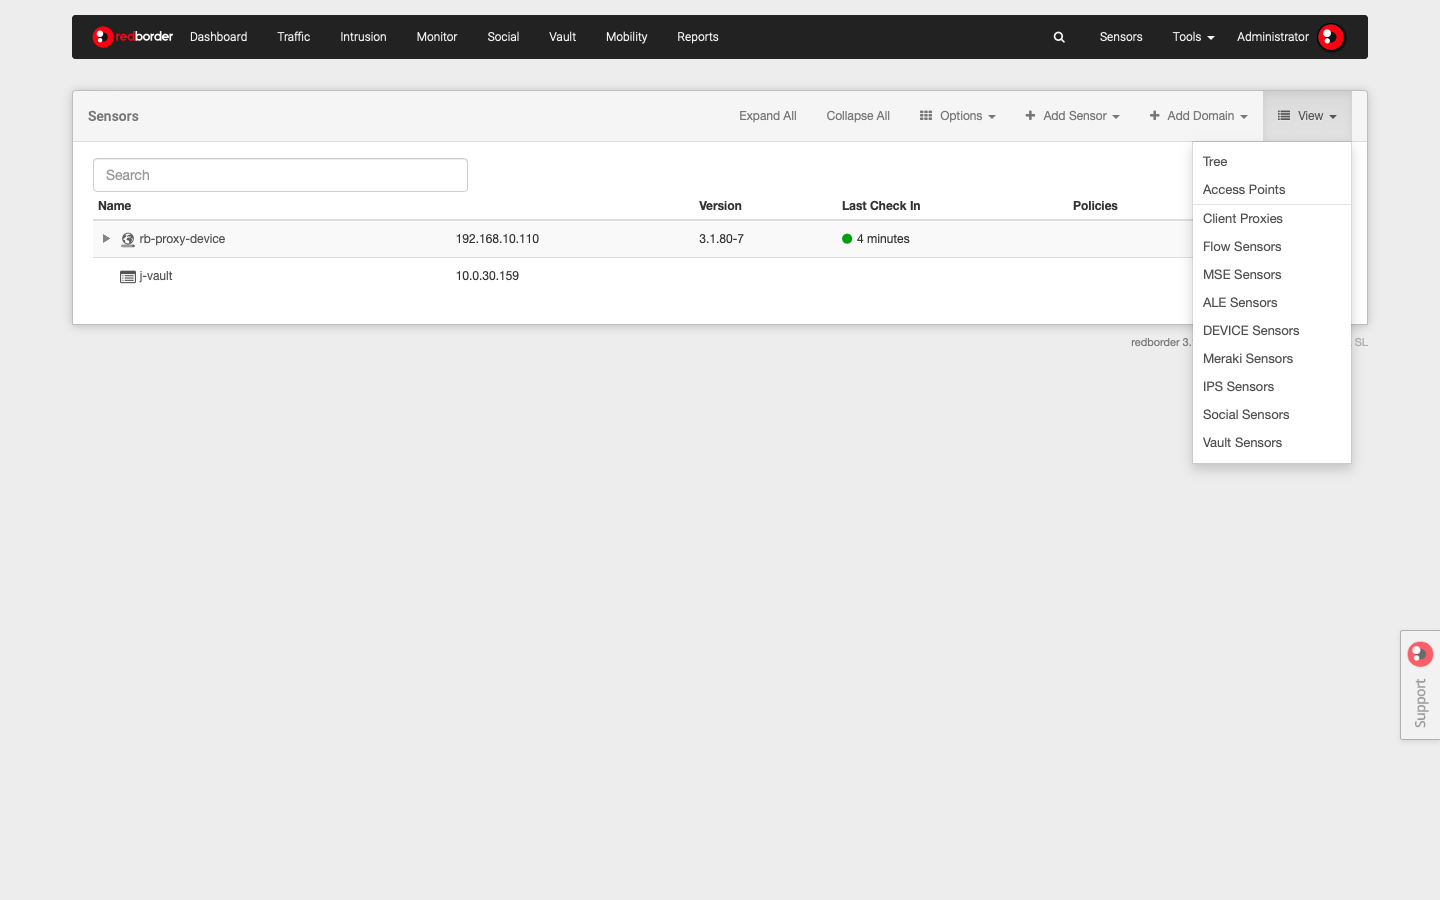 redborder Dashboard Traffic Intrusion Monitor Social Vault Mobility Reports Sensors Tools Administrator
Sensors Expand All Collapse All Options Add Sensor Add Domain View
Search
Name Version Last Check In Policies
rb-proxy-device 192.168.10.110 3.1.80-7 4 minutes
j-vault 10.0.30.159
Tree
Access Points
Client Proxies
Flow Sensors
MSE Sensors
ALE Sensors
DEVICE Sensors
Meraki Sensors
IPS Sensors
Social Sensors
Vault Sensors
redborder 3. SL
Support